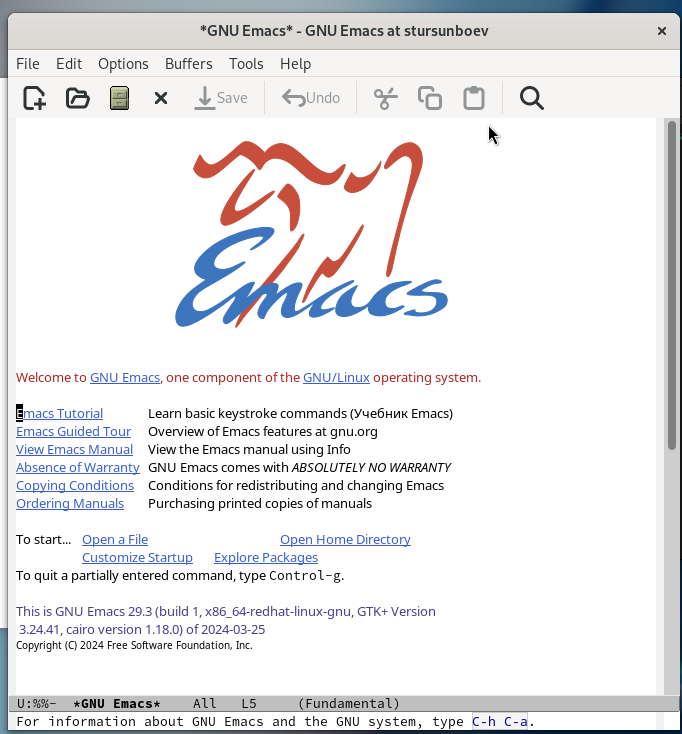 *GNU Emacs* - GNU Emacs at stursunboev
File Edit Options Buffers Tools Help
Save Undo
Emacs
Welcome to GNU Emacs, one component of the GNU/Linux operating system.
Emacs Tutorial Learn basic keystroke commands (Учебник Emacs)
Emacs Guided Tour Overview of Emacs features at gnu.org
View Emacs Manual View the Emacs manual using Info
Absence of Warranty GNU Emacs comes with ABSOLUTELY NO WARRANTY
Copying Conditions Conditions for redistributing and changing Emacs
Ordering Manuals Purchasing printed copies of manuals
To start... Open a File Open Home Directory
Customize Startup Explore Packages
To quit a partially entered command, type Control-g.
This is GNU Emacs 29.3 (build 1, x86_64-redhat-linux-gnu, GTK+ Version
3.24.41, cairo version 1.18.0) of 2024-03-25
Copyright (C) 2024 Free Software Foundation, Inc.
U:%%- *GNU Emacs* All L5 (Fundamental)
For information about GNU Emacs and the GNU system, type C-h C-a.